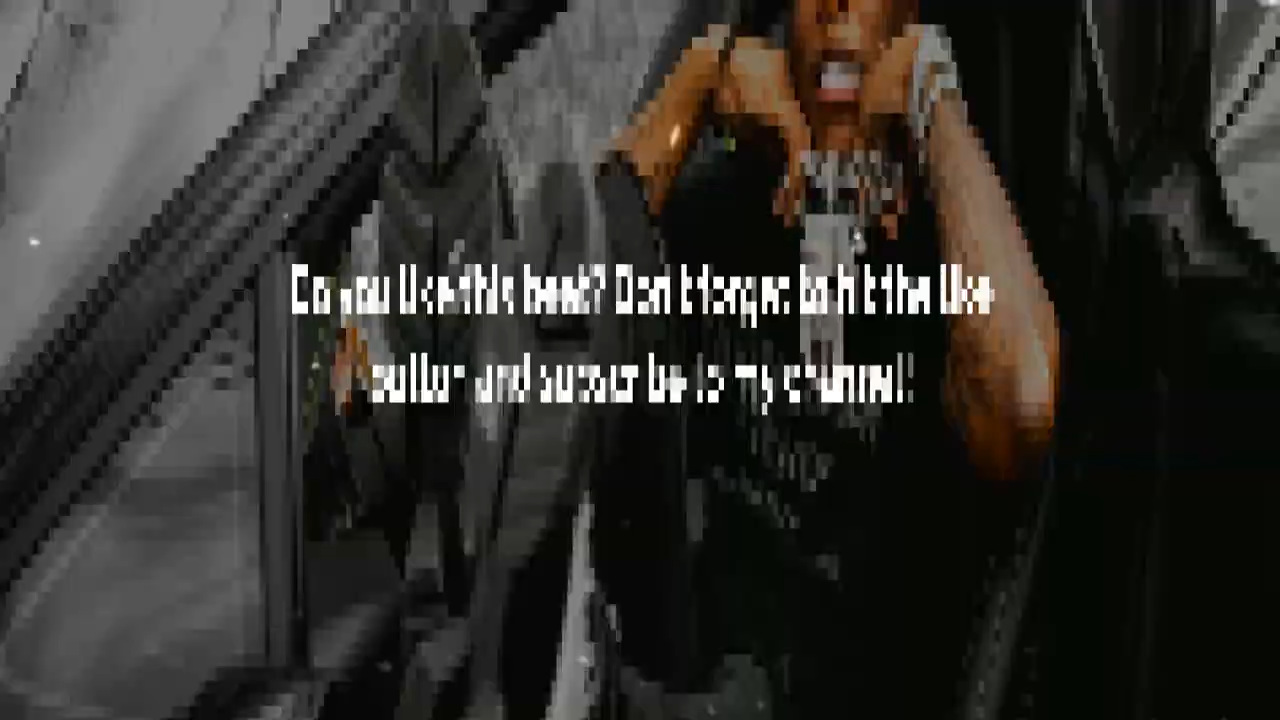 Do you like this beat? Don't forget to hit the like
button and subscribe to my channel!